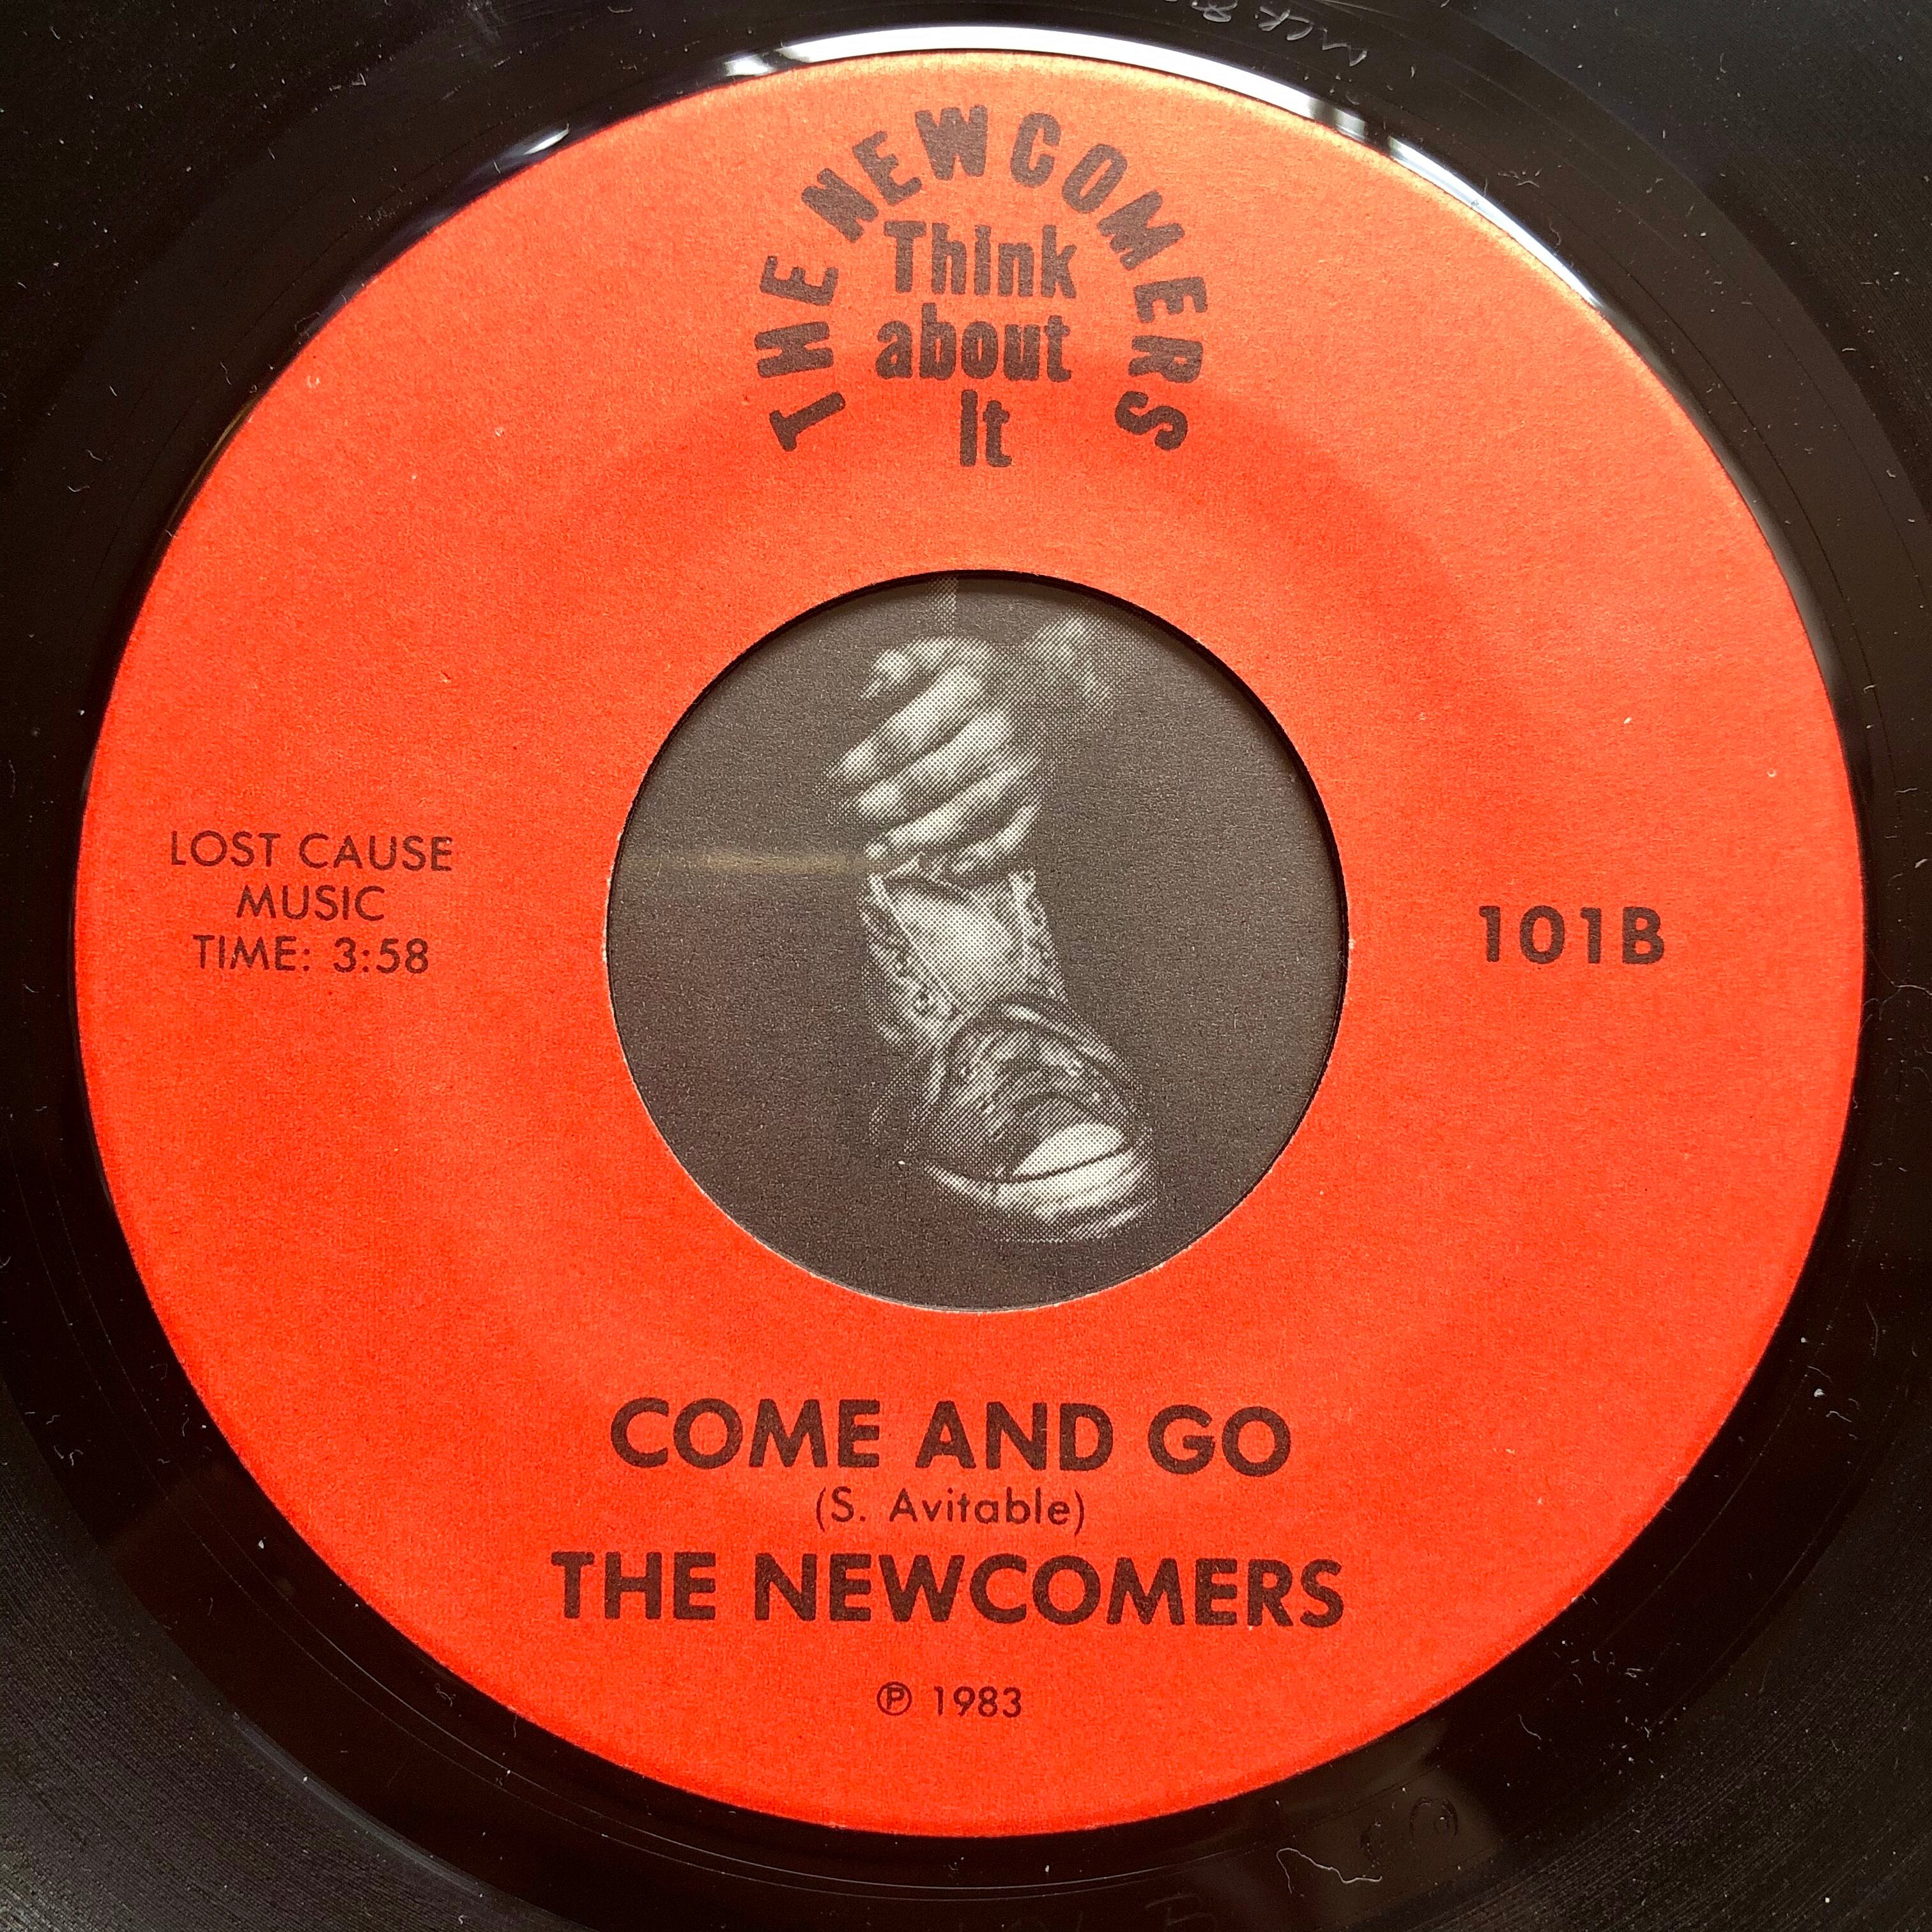 THE NEWCOMERS
Think
about
It
LOST CAUSE
MUSIC
TIME: 3:58
101B
COME AND GO
(S. Avitable)
THE NEWCOMERS
℗ 1983